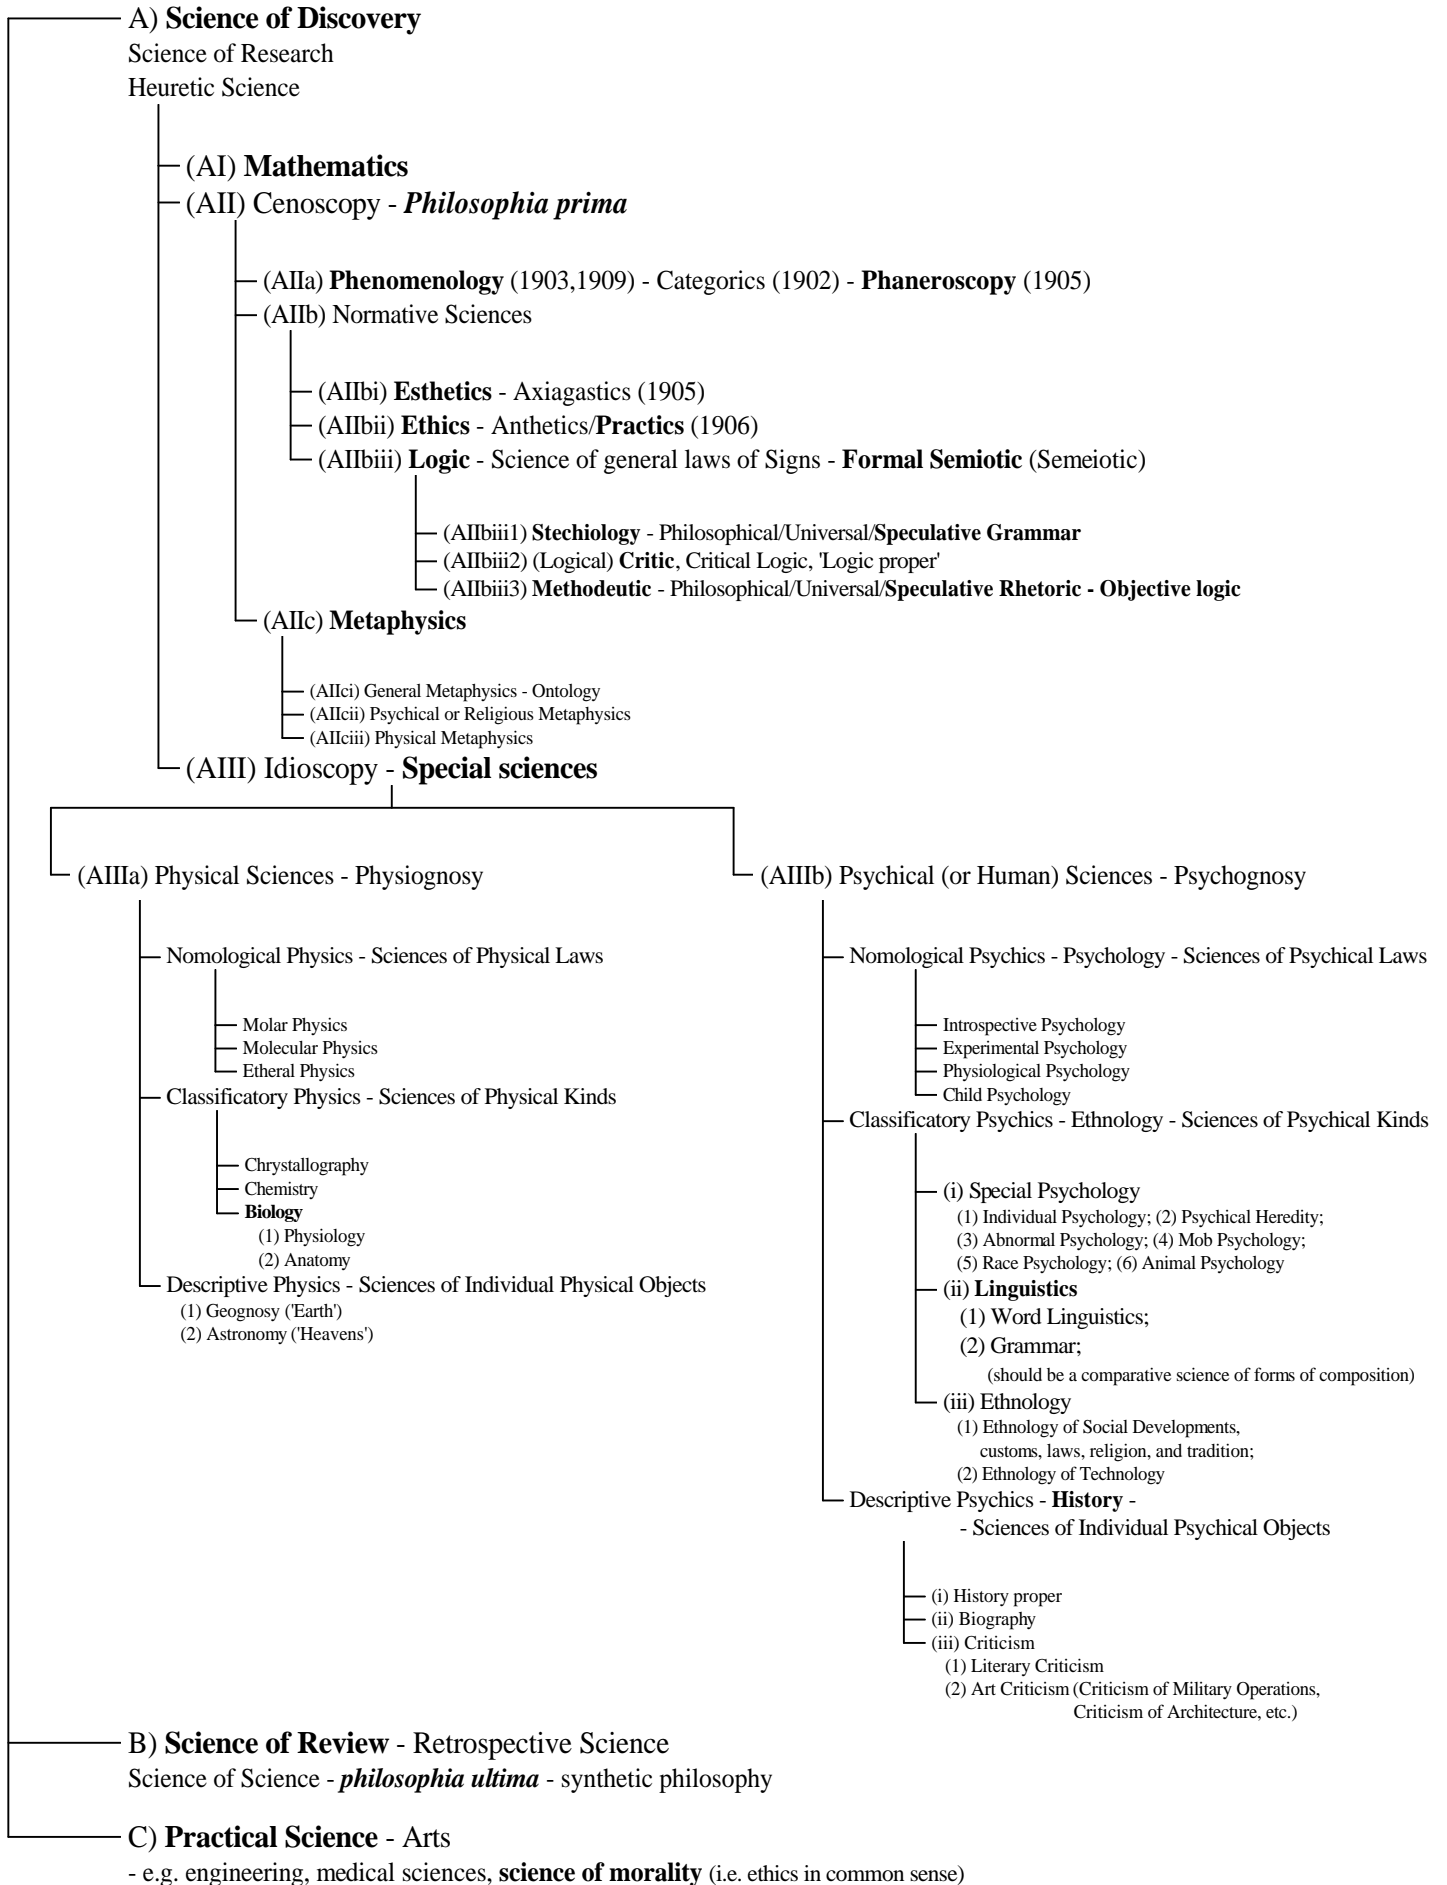 A) Science of Discovery
Science of Research
Heuretic Science
(AI) Mathematics
(AII) Cenoscopy - Philosophia prima
(AIIa) Phenomenology (1903,1909) - Categorics (1902) - Phaneroscopy (1905)
(AIIb) Normative Sciences
(AIIbi) Esthetics - Axiagastics (1905)
(AIIbii) Ethics - Anthetics/Practics (1906)
(AIIbiii) Logic - Science of general laws of Signs - Formal Semiotic (Semeiotic)
(AIIbiii1) Stechiology - Philosophical/Universal/Speculative Grammar
(AIIbiii2) (Logical) Critic, Critical Logic, 'Logic proper'
(AIIbiii3) Methodeutic - Philosophical/Universal/Speculative Rhetoric - Objective logic
(AIIc) Metaphysics
(AIIci) General Metaphysics - Ontology
(AIIcii) Psychical or Religious Metaphysics
(AIIciii) Physical Metaphysics
(AIII) Idioscopy - Special sciences
(AIIIa) Physical Sciences - Physiognosy
Nomological Physics - Sciences of Physical Laws
Molar Physics
Molecular Physics
Etheral Physics
Classificatory Physics - Sciences of Physical Kinds
Chrystallography
Chemistry
Biology
(1) Physiology
(2) Anatomy
Descriptive Physics - Sciences of Individual Physical Objects
(1) Geognosy ('Earth')
(2) Astronomy ('Heavens')
(AIIIb) Psychical (or Human) Sciences - Psychognosy
Nomological Psychics - Psychology - Sciences of Psychical Laws
Introspective Psychology
Experimental Psychology
Physiological Psychology
Child Psychology
Classificatory Psychics - Ethnology - Sciences of Psychical Kinds
(i) Special Psychology
(1) Individual Psychology; (2) Psychical Heredity;
(3) Abnormal Psychology; (4) Mob Psychology;
(5) Race Psychology; (6) Animal Psychology
(ii) Linguistics
(1) Word Linguistics;
(2) Grammar;
(should be a comparative science of forms of composition)
(iii) Ethnology
(1) Ethnology of Social Developments,
customs, laws, religion, and tradition;
(2) Ethnology of Technology
Descriptive Psychics - History -
- Sciences of Individual Psychical Objects
(i) History proper
(ii) Biography
(iii) Criticism
(1) Literary Criticism
(2) Art Criticism (Criticism of Military Operations,
Criticism of Architecture, etc.)
B) Science of Review - Retrospective Science
Science of Science - philosophia ultima - synthetic philosophy
C) Practical Science - Arts
- e.g. engineering, medical sciences, science of morality (i.e. ethics in common sense)